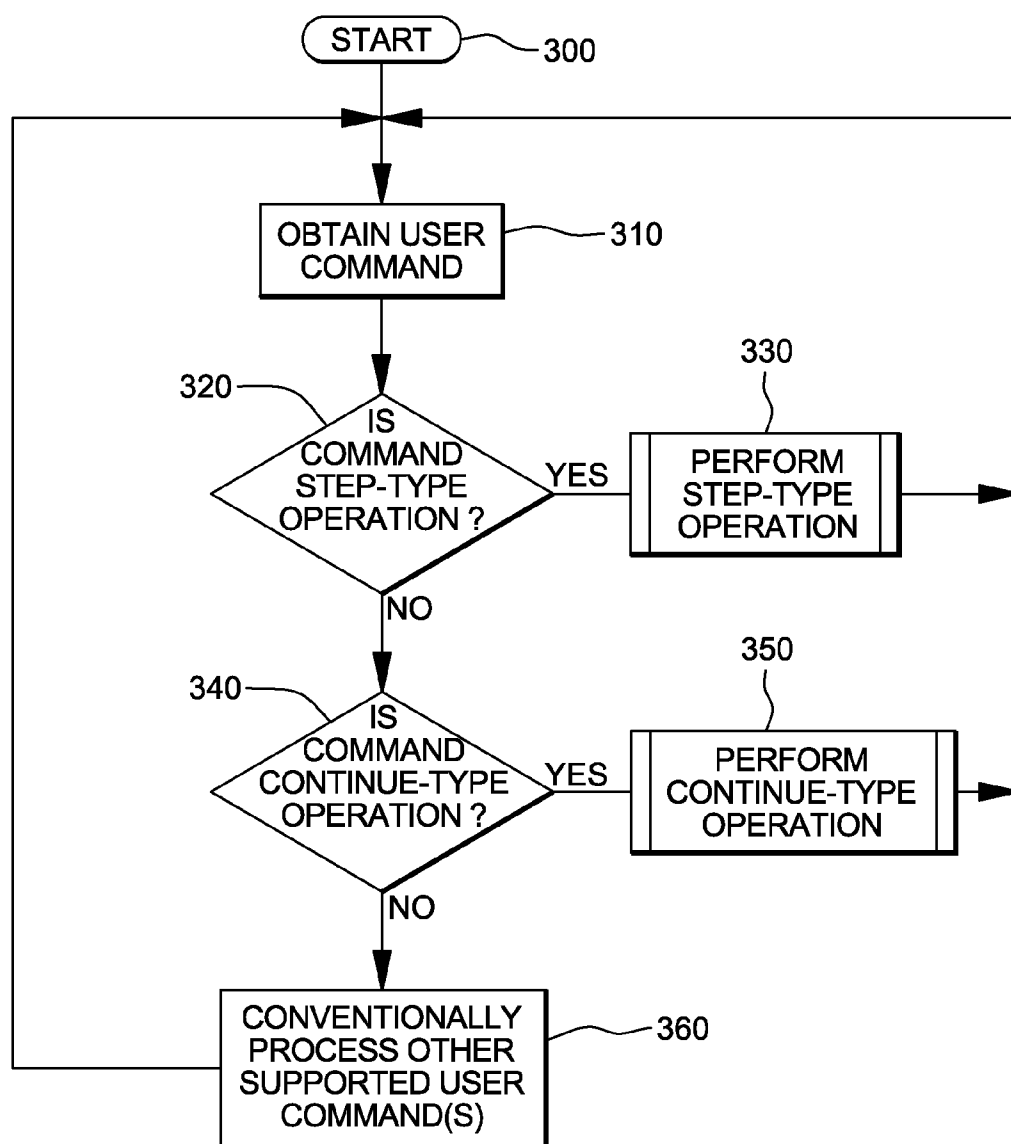 START
300
OBTAIN USER
COMMAND
310
320
IS
COMMAND
STEP-TYPE
OPERATION ?
YES
330
PERFORM
STEP-TYPE
OPERATION
NO
340
IS
COMMAND
CONTINUE-TYPE
OPERATION ?
YES
350
PERFORM
CONTINUE-TYPE
OPERATION
NO
CONVENTIONALLY
PROCESS OTHER
SUPPORTED USER
COMMAND(S)
360